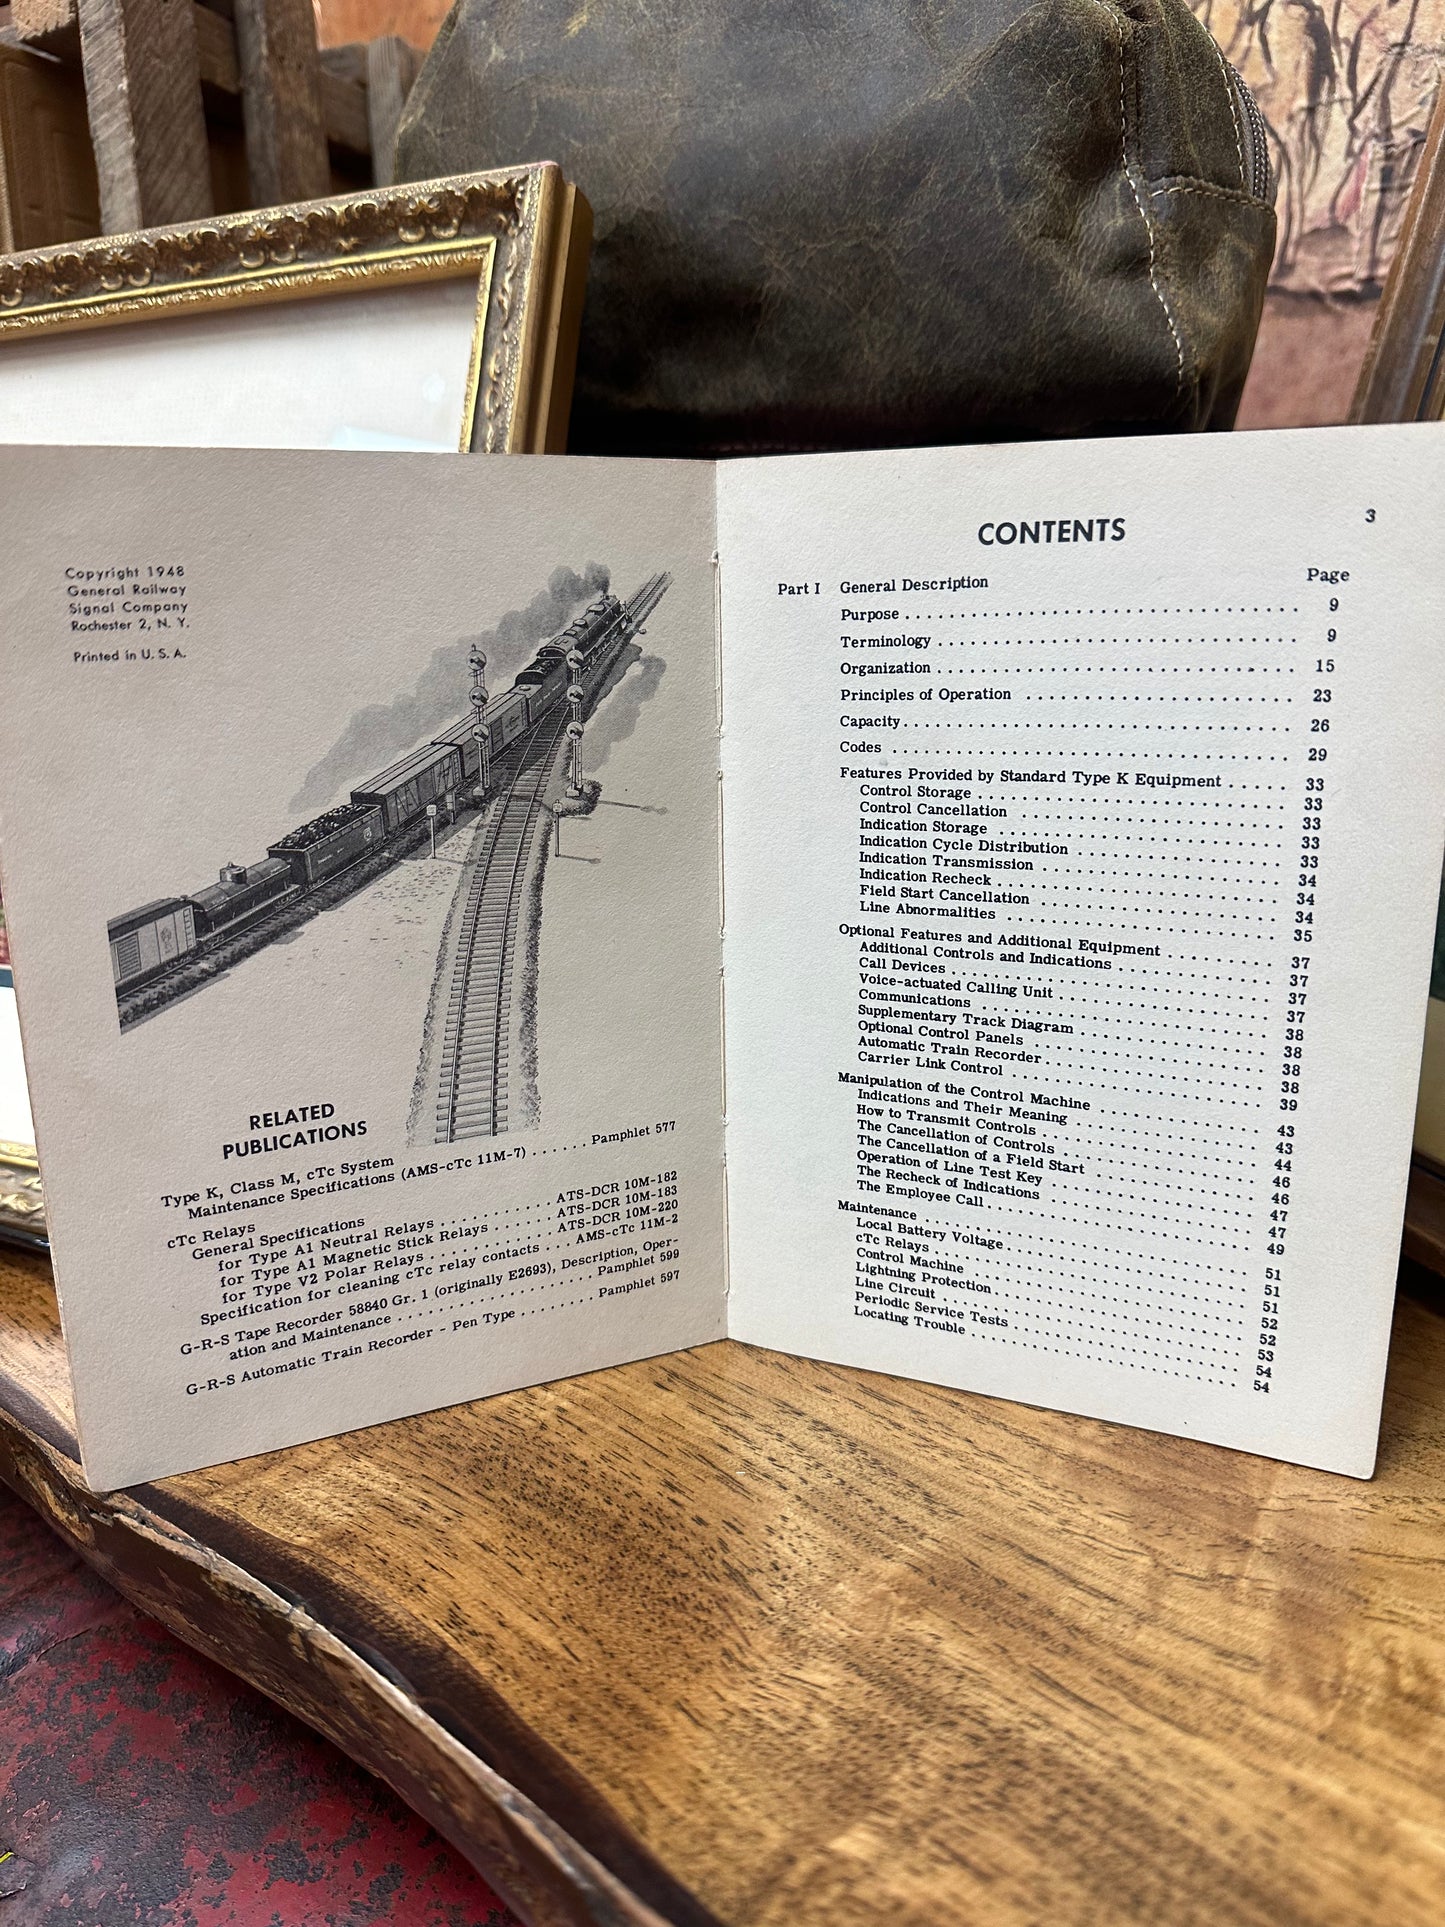 Copyright 1948
General Railway
Signal Company
Rochester 2, N. Y.
Printed in U. S. A.
RELATED
PUBLICATIONS
Type K, Class M, cTc System
Maintenance Specifications (AMS-cTc 11M-7) . . . . . . Pamphlet 577
cTc Relays
General Specifications
for Type A1 Neutral Relays . . . . . . . . . . . ATS-DCR 10M-182
for Type A1 Magnetic Stick Relays . . . . . . ATS-DCR 10M-183
for Type V2 Polar Relays . . . . . . . . . . . . ATS-DCR 10M-220
Specification for cleaning cTc relay contacts . . . AMS-cTc 11M-2
G-R-S Tape Recorder 58840 Gr. 1 (originally E2693), Description, Oper-
ation and Maintenance . . . . . . . . . . . . . . . . . . Pamphlet 599
G-R-S Automatic Train Recorder - Pen Type . . . . . . . . Pamphlet 597
3
CONTENTS
Page
Part I General Description
Purpose . . . . . . . . . . 9
Terminology . . . . . . . . . . 9
Organization . . . . . . . . . . 15
Principles of Operation . . . . . . . . . . 23
Capacity . . . . . . . . . . 26
Codes . . . . . . . . . . 29
Features Provided by Standard Type K Equipment . . . . . 33
Control Storage . . . . . . . . . . 33
Control Cancellation . . . . . . . . . . 33
Indication Storage . . . . . . . . . . 33
Indication Cycle Distribution . . . . . . . . . . 33
Indication Transmission . . . . . . . . . . 34
Indication Recheck . . . . . . . . . . 34
Field Start Cancellation . . . . . . . . . . 34
Line Abnormalities . . . . . . . . . . 35
Optional Features and Additional Equipment . . . . . . . . . 37
Additional Controls and Indications . . . . . . . . . . 37
Call Devices . . . . . . . . . . 37
Voice-actuated Calling Unit . . . . . . . . . . 37
Communications . . . . . . . . . . 38
Supplementary Track Diagram . . . . . . . . . . 38
Optional Control Panels . . . . . . . . . . 38
Automatic Train Recorder . . . . . . . . . . 38
Carrier Link Control . . . . . . . . . . 39
Manipulation of the Control Machine . . . . . . . . . . 43
Indications and Their Meaning . . . . . . . . . . 43
How to Transmit Controls . . . . . . . . . . 44
The Cancellation of Controls . . . . . . . . . . 46
The Cancellation of a Field Start . . . . . . . . . . 46
Operation of Line Test Key . . . . . . . . . . 47
The Recheck of Indications . . . . . . . . . . 47
The Employee Call . . . . . . . . . . 49
Maintenance . . . . . . . . . . 51
Local Battery Voltage . . . . . . . . . . 51
cTc Relays . . . . . . . . . . 51
Control Machine . . . . . . . . . . 52
Lightning Protection . . . . . . . . . . 52
Line Circuit . . . . . . . . . . 53
Periodic Service Tests . . . . . . . . . . 54
Locating Trouble . . . . . . . . . . 54